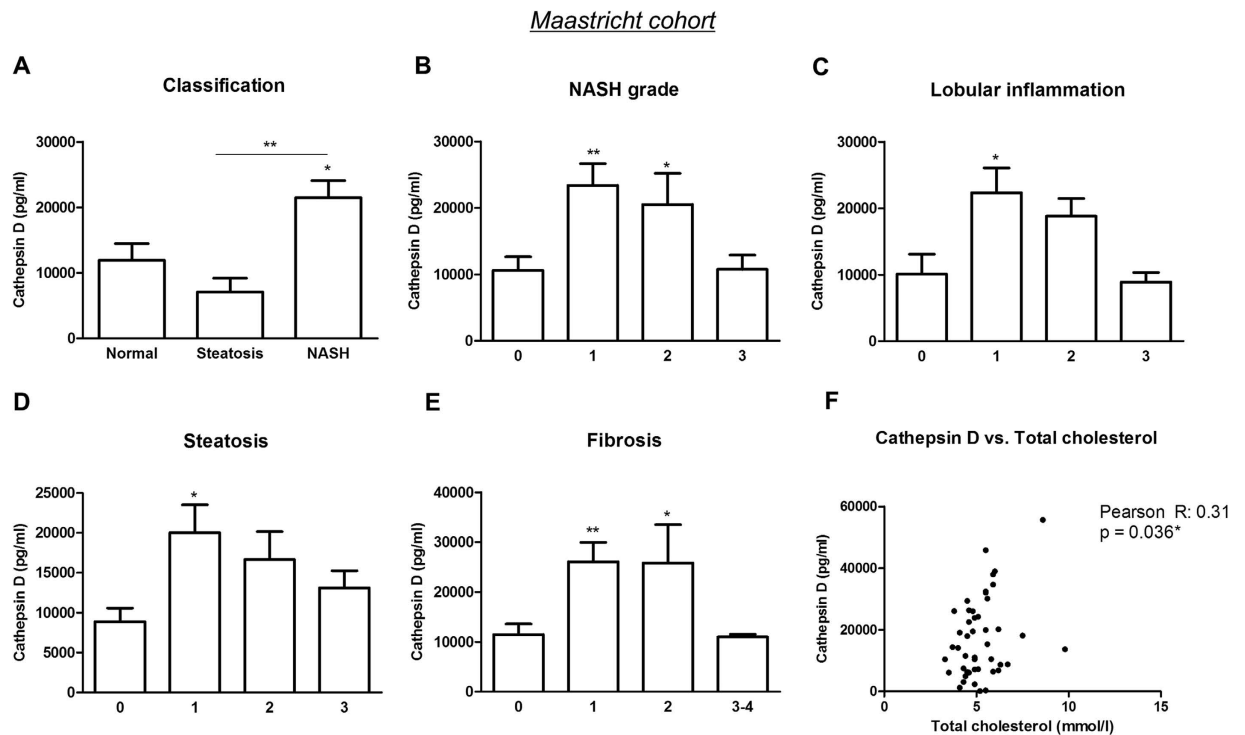 Maastricht cohort
A
Classification
Cathepsin D (pg/ml)
30000
20000
10000
0
**
*
Normal Steatosis NASH
B
NASH grade
Cathepsin D (pg/ml)
30000
20000
10000
0
**
*
0 1 2 3
C
Lobular inflammation
Cathepsin D (pg/ml)
30000
20000
10000
0
*
0 1 2 3
D
Steatosis
Cathepsin D (pg/ml)
25000
20000
15000
10000
5000
0
*
0 1 2 3
E
Fibrosis
Cathepsin D (pg/ml)
40000
30000
20000
10000
0
**
*
0 1 2 3-4
F
Cathepsin D vs. Total cholesterol
Cathepsin D (pg/ml)
60000
40000
20000
0
Pearson R: 0.31
p = 0.036*
0 5 10 15
Total cholesterol (mmol/l)